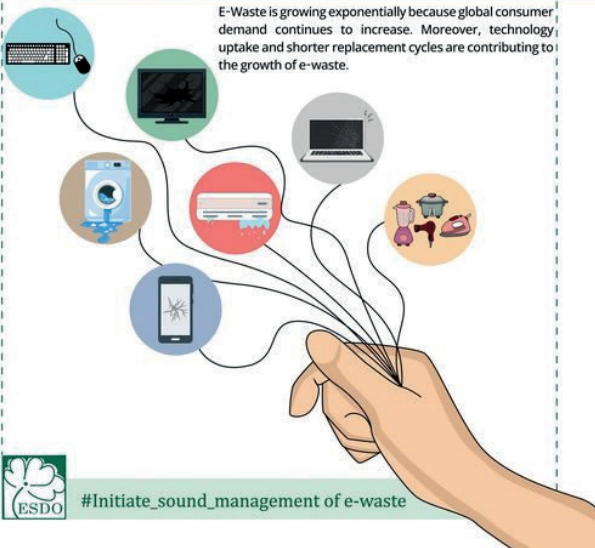 E-Waste is growing exponentially because global consumer
demand continues to increase. Moreover, technology
uptake and shorter replacement cycles are contributing to
the growth of e-waste.
ESDO
#Initiate_sound_management of e-waste